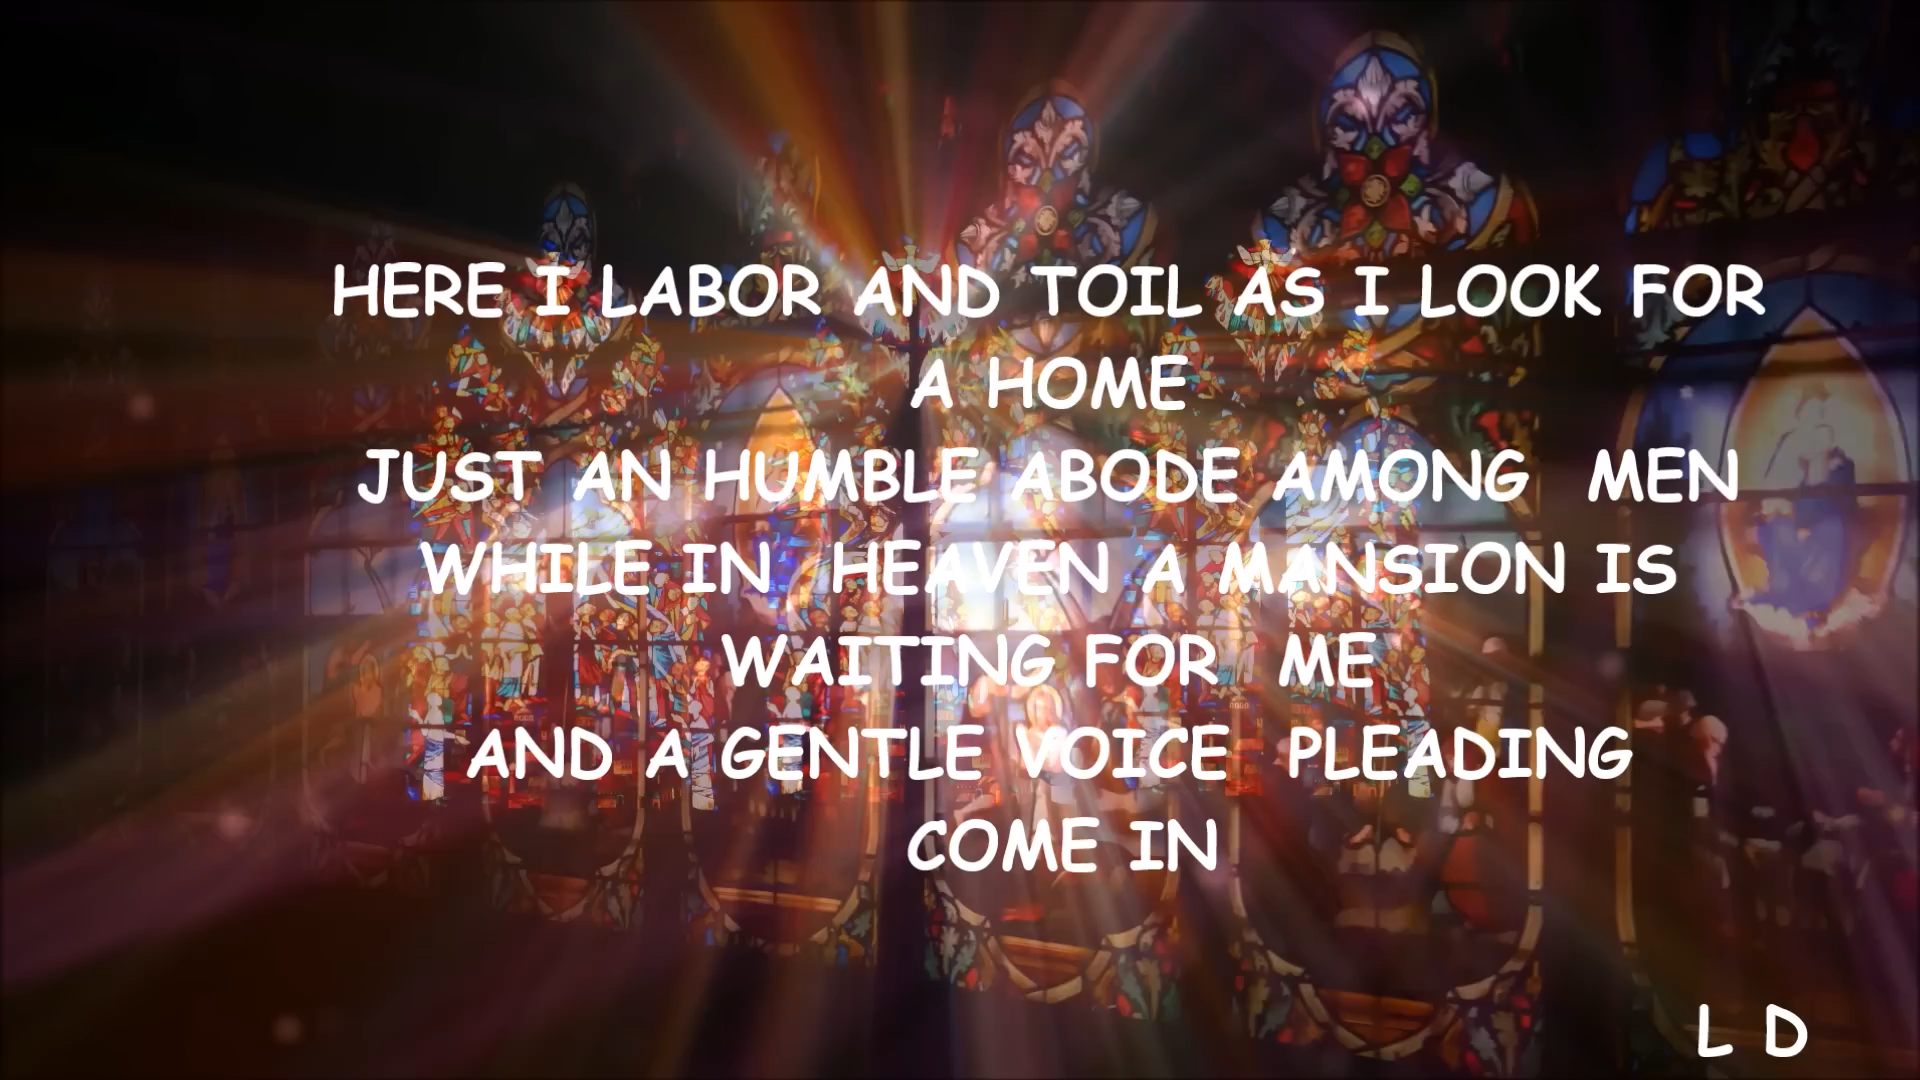 HERE I LABOR AND TOIL AS I LOOK FOR
A HOME
JUST AN HUMBLE ABODE AMONG MEN
WHILE IN HEAVEN A MANSION IS
WAITING FOR ME
AND A GENTLE VOICE PLEADING
COME IN
L D